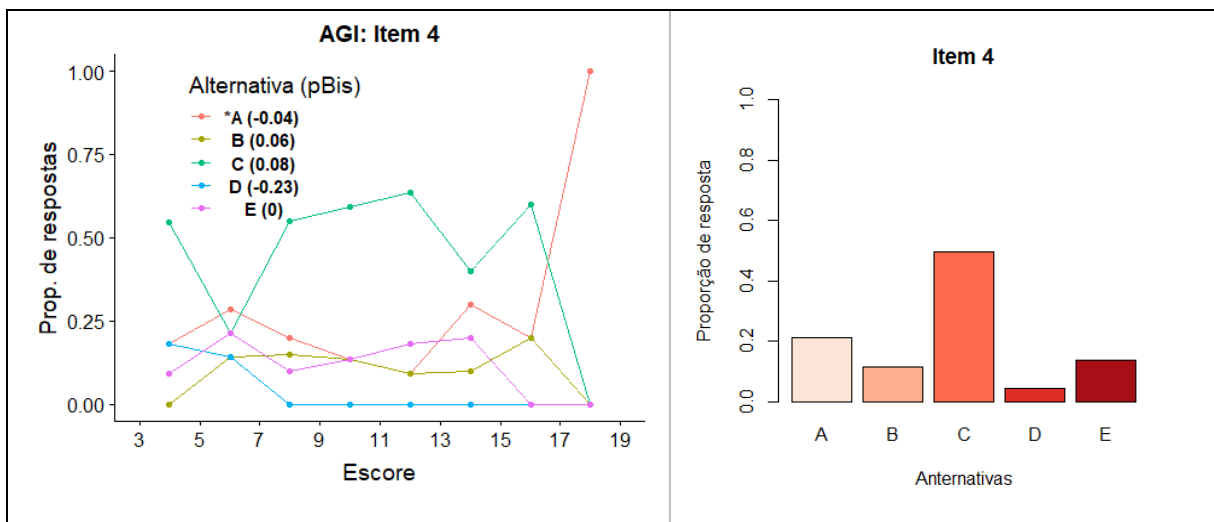 AGI: Item 4
Alternativa (pBis)
*A (-0.04)
B (0.06)
C (0.08)
D (-0.23)
E (0)
Prop. de respostas
1.00
0.75
0.50
0.25
0.00
3 5 7 9 11 13 15 17 19
Escore
Item 4
Proporção de resposta
1.0
0.8
0.6
0.4
0.2
0.0
A B C D E
Anternativas